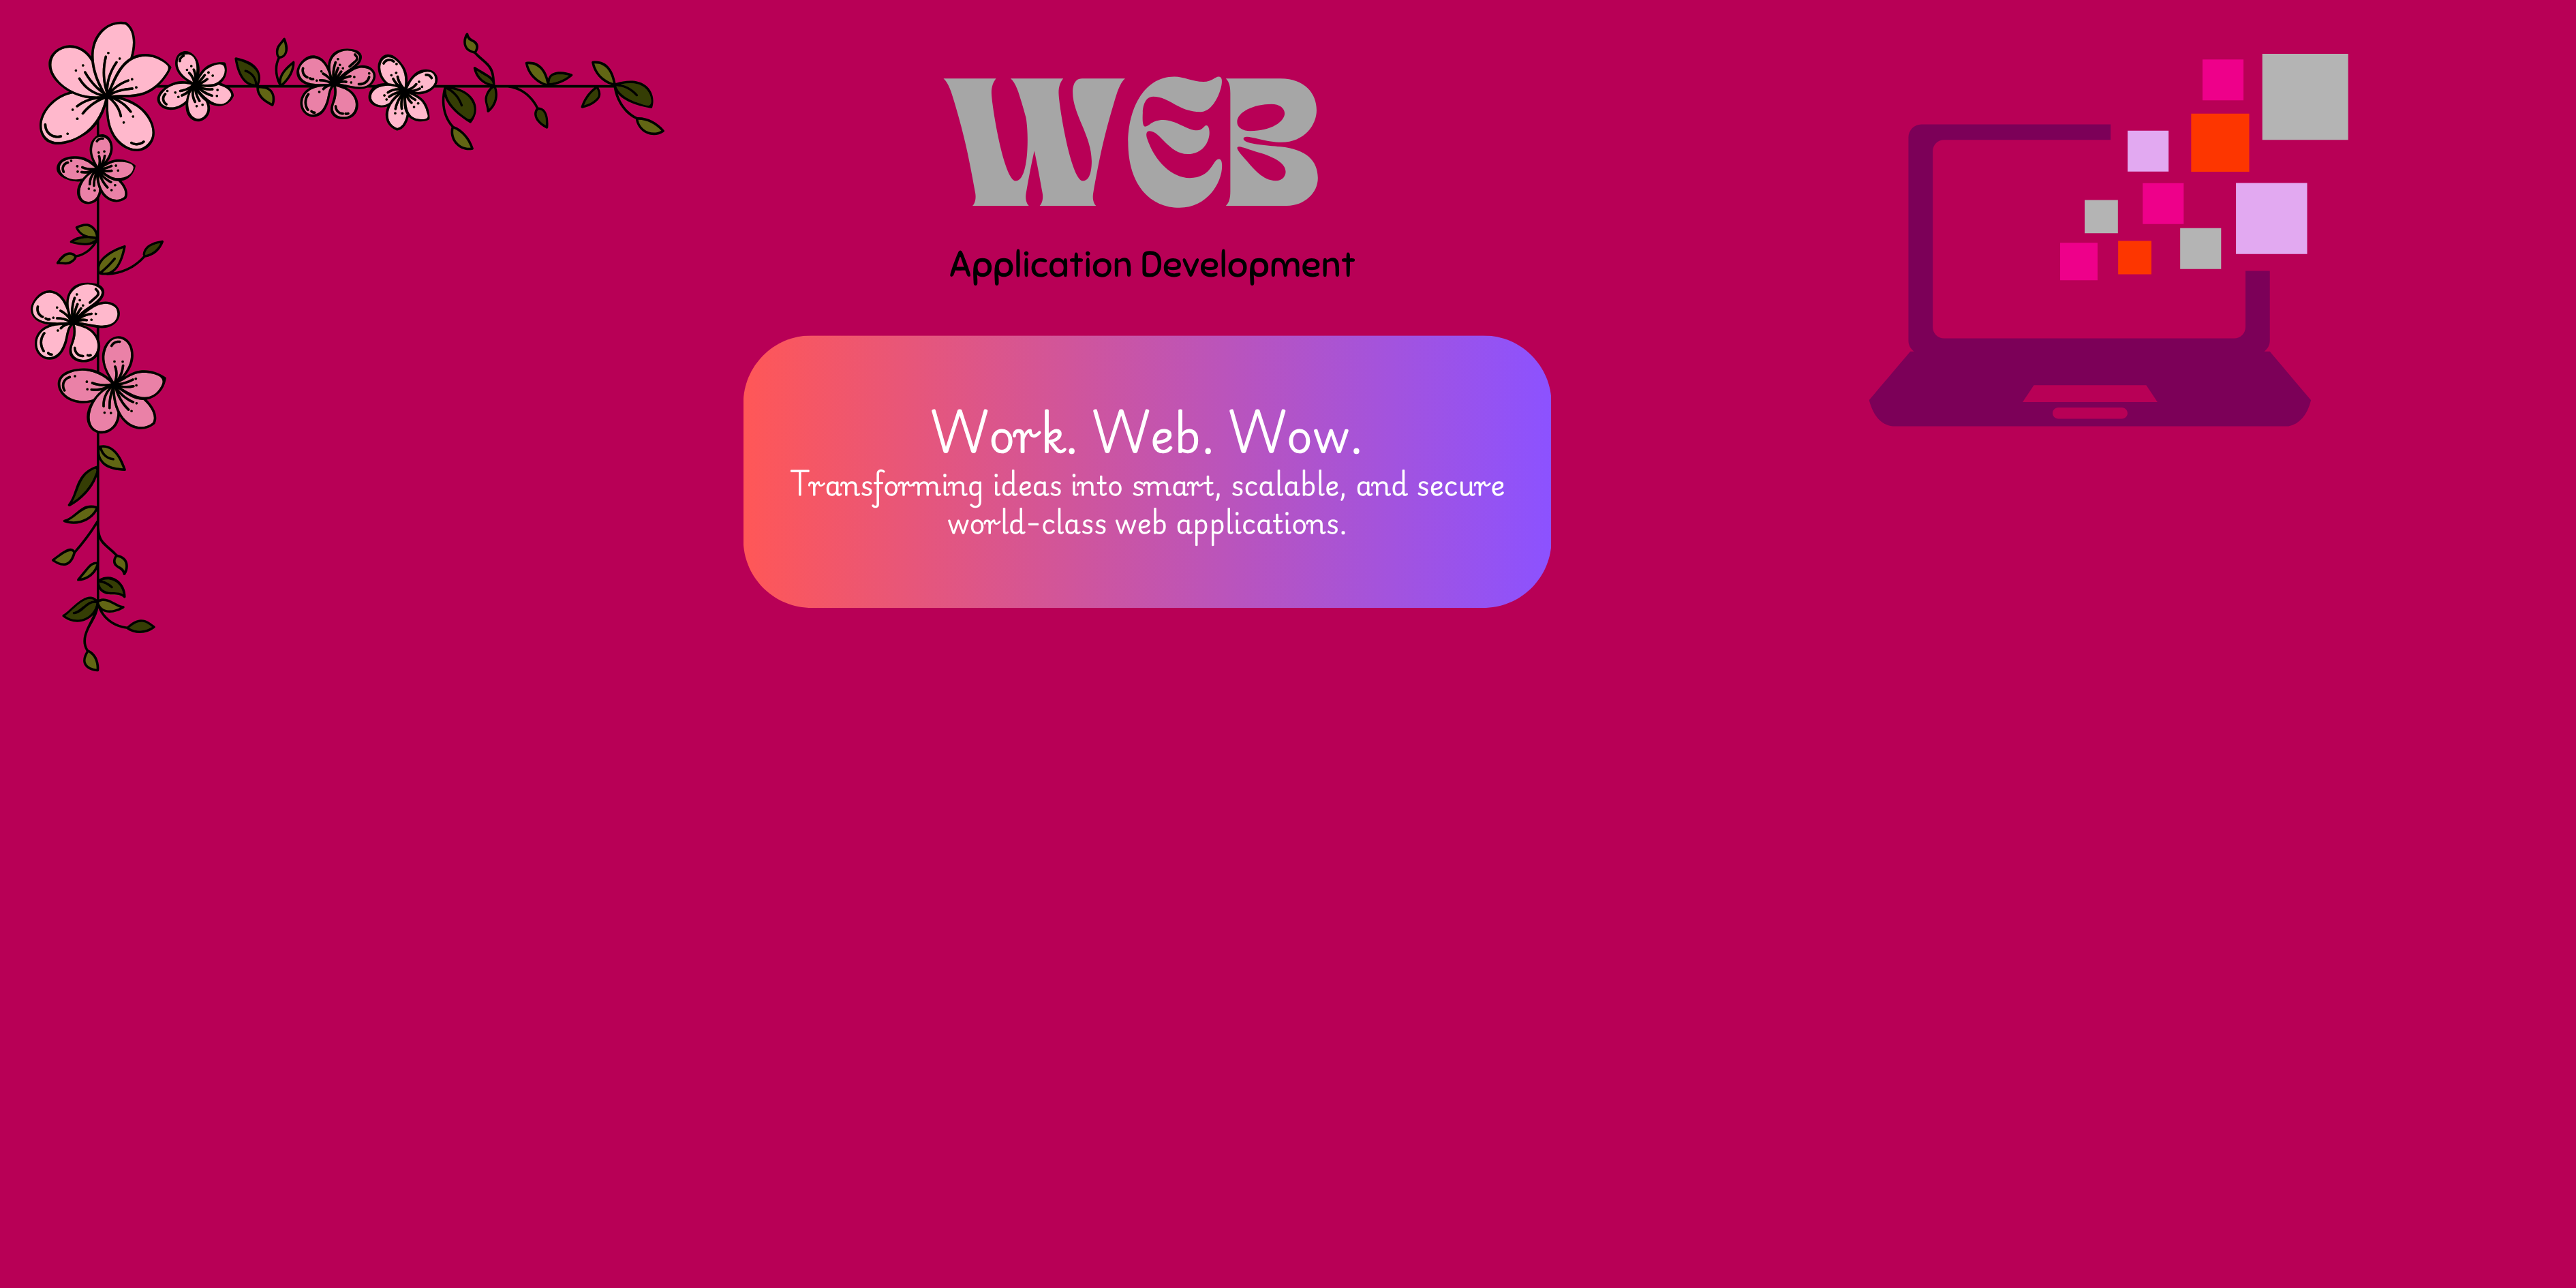 WEB
Application Development
Work. Web. Wow.
Transforming ideas into smart, scalable, and secure
world-class web applications.